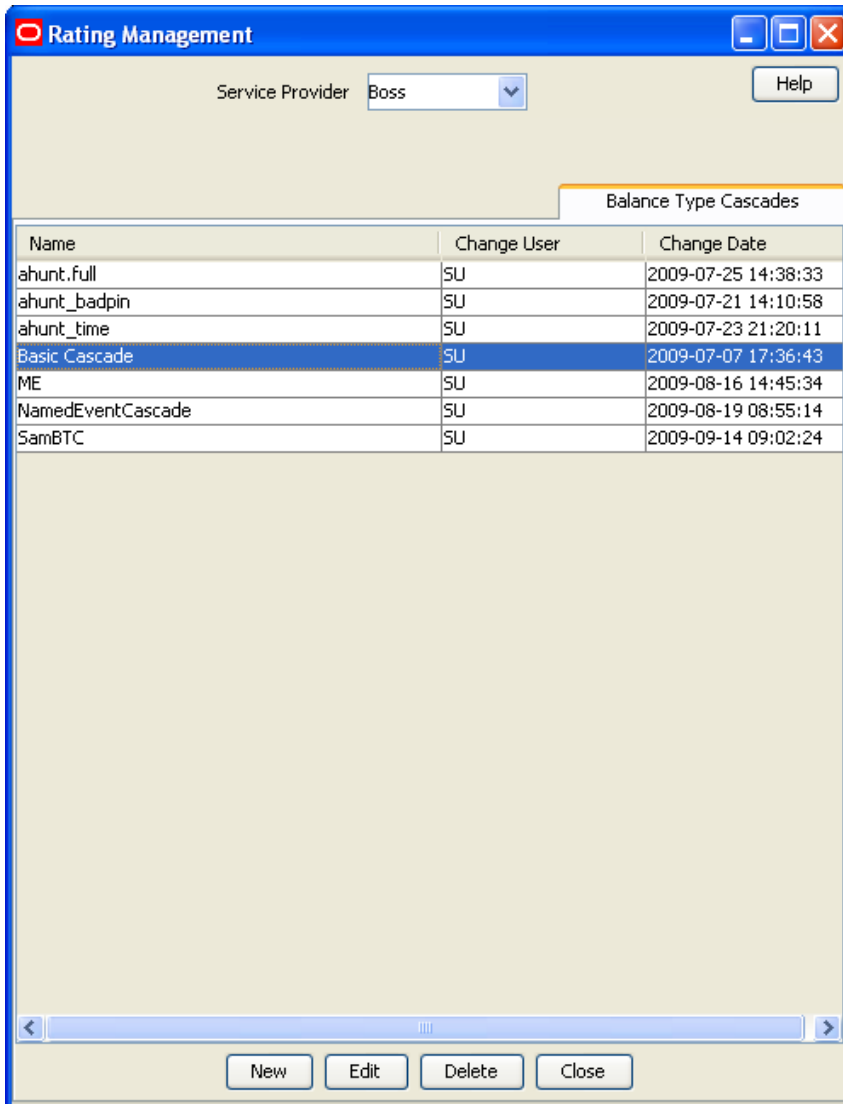 Rating Management
Service Provider Boss Help
Balance Type Cascades
Name Change User Change Date
ahunt.full SU 2009-07-25 14:38:33
ahunt_badpin SU 2009-07-21 14:10:58
ahunt_time SU 2009-07-23 21:20:11
Basic Cascade SU 2009-07-07 17:36:43
ME SU 2009-08-16 14:45:34
NamedEventCascade SU 2009-08-19 08:55:14
SamBTC SU 2009-09-14 09:02:24
New Edit Delete Close